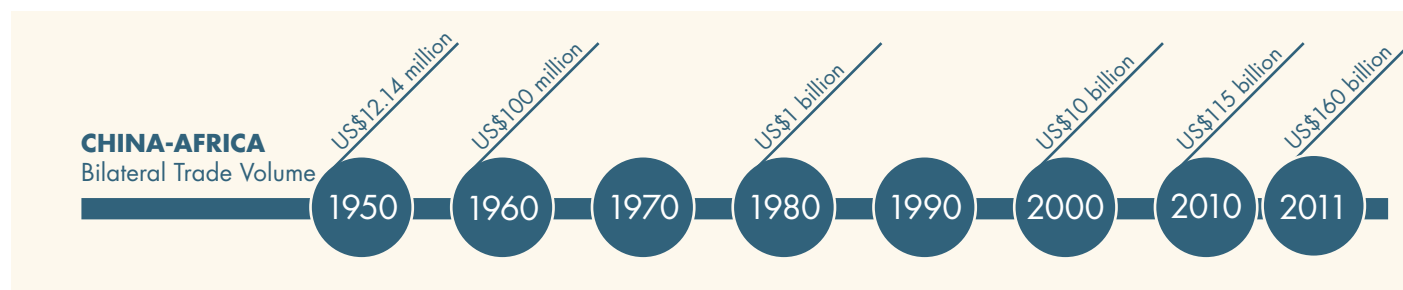 CHINA-AFRICA
Bilateral Trade Volume
US$12.14 million
US$100 million
US$1 billion
US$10 billion
US$115 billion
US$160 billion
1950
1960
1970
1980
1990
2000
2010
2011